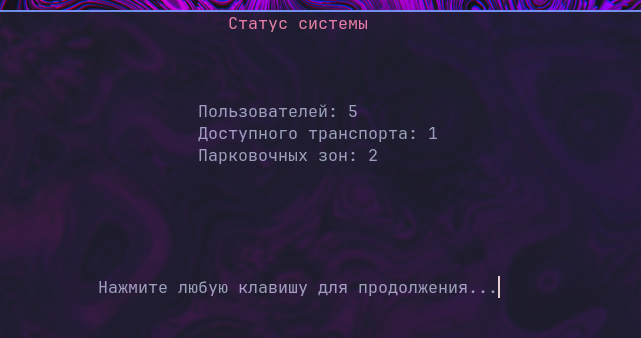 Статус системы
Пользователей: 5
Доступного транспорта: 1
Парковочных зон: 2
Нажмите любую клавишу для продолжения...